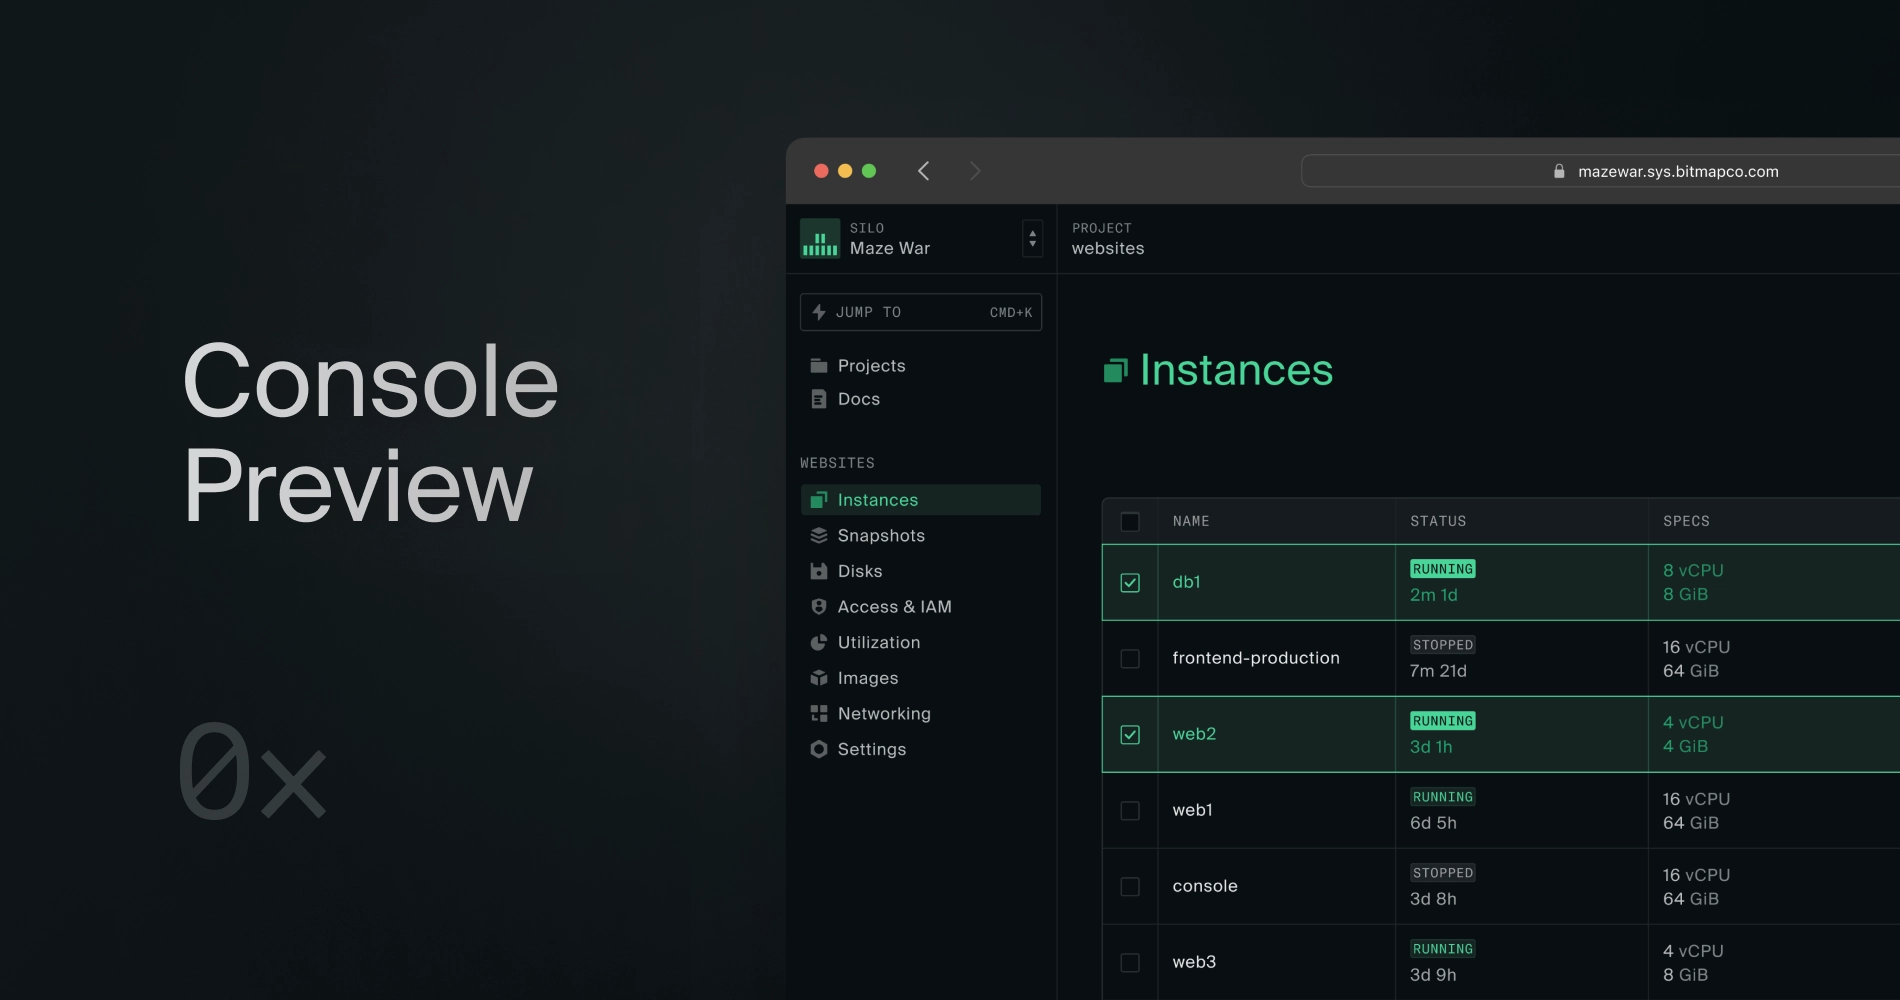 Console
Preview
0x
mazewar.sys.bitmapco.com
SILO
Maze War
PROJECT
websites
JUMP TO CMD+K
Projects
Docs
WEBSITES
Instances
Snapshots
Disks
Access & IAM
Utilization
Images
Networking
Settings
Instances
NAME STATUS SPECS
db1 RUNNING 8 vCPU
2m 1d 8 GiB
frontend-production STOPPED 16 vCPU
7m 21d 64 GiB
web2 RUNNING 4 vCPU
3d 1h 4 GiB
web1 RUNNING 16 vCPU
6d 5h 64 GiB
console STOPPED 16 vCPU
3d 8h 64 GiB
web3 RUNNING 4 vCPU
3d 9h 8 GiB